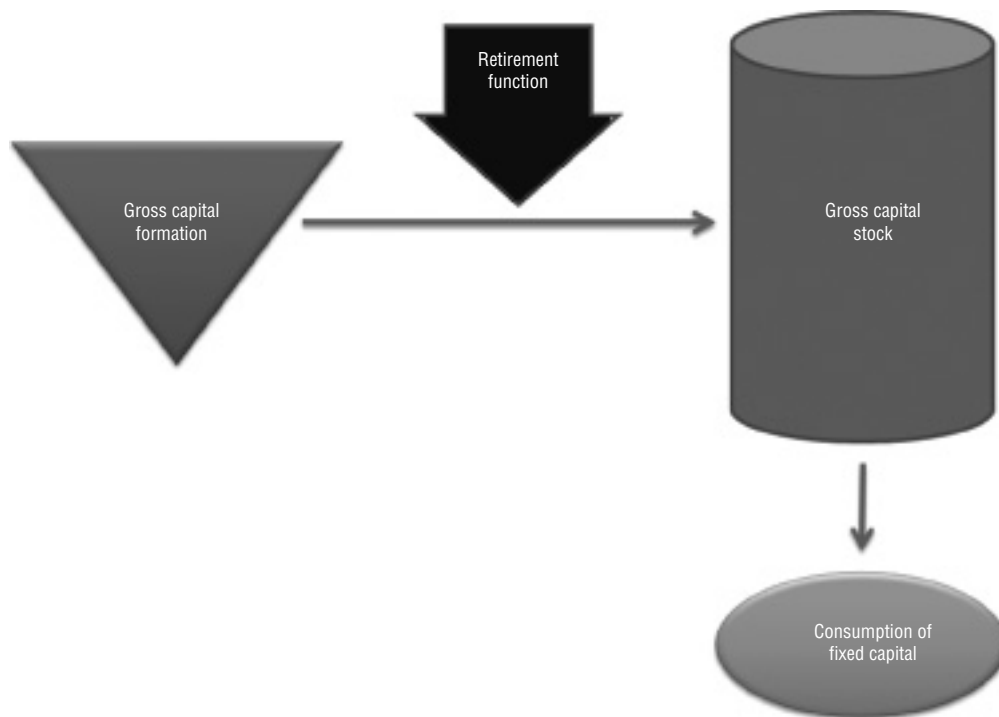 Retirement
function
Gross capital
formation
Gross capital
stock
Consumption of
fixed capital